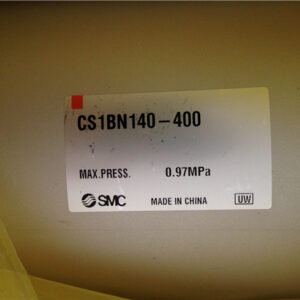 CS1BN140-400
MAX.PRESS. 0.97MPa
SMC MADE IN CHINA UW